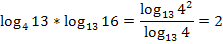 log₄ 13 * log₁₃ 16 = log₁₃ 4² / log₁₃ 4 = 2